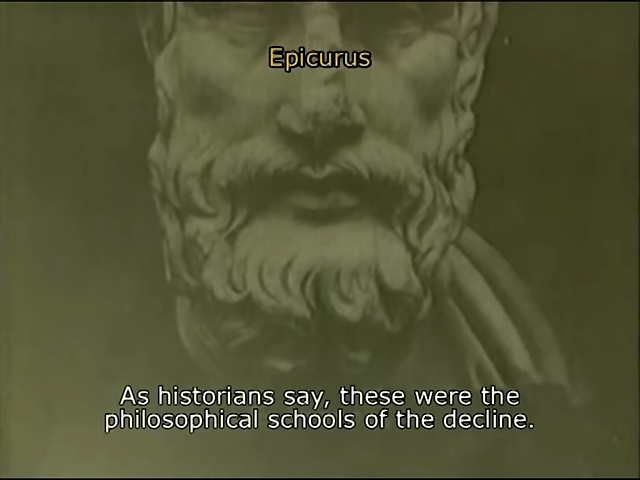 Epicurus
As historians say, these were the
philosophical schools of the decline.